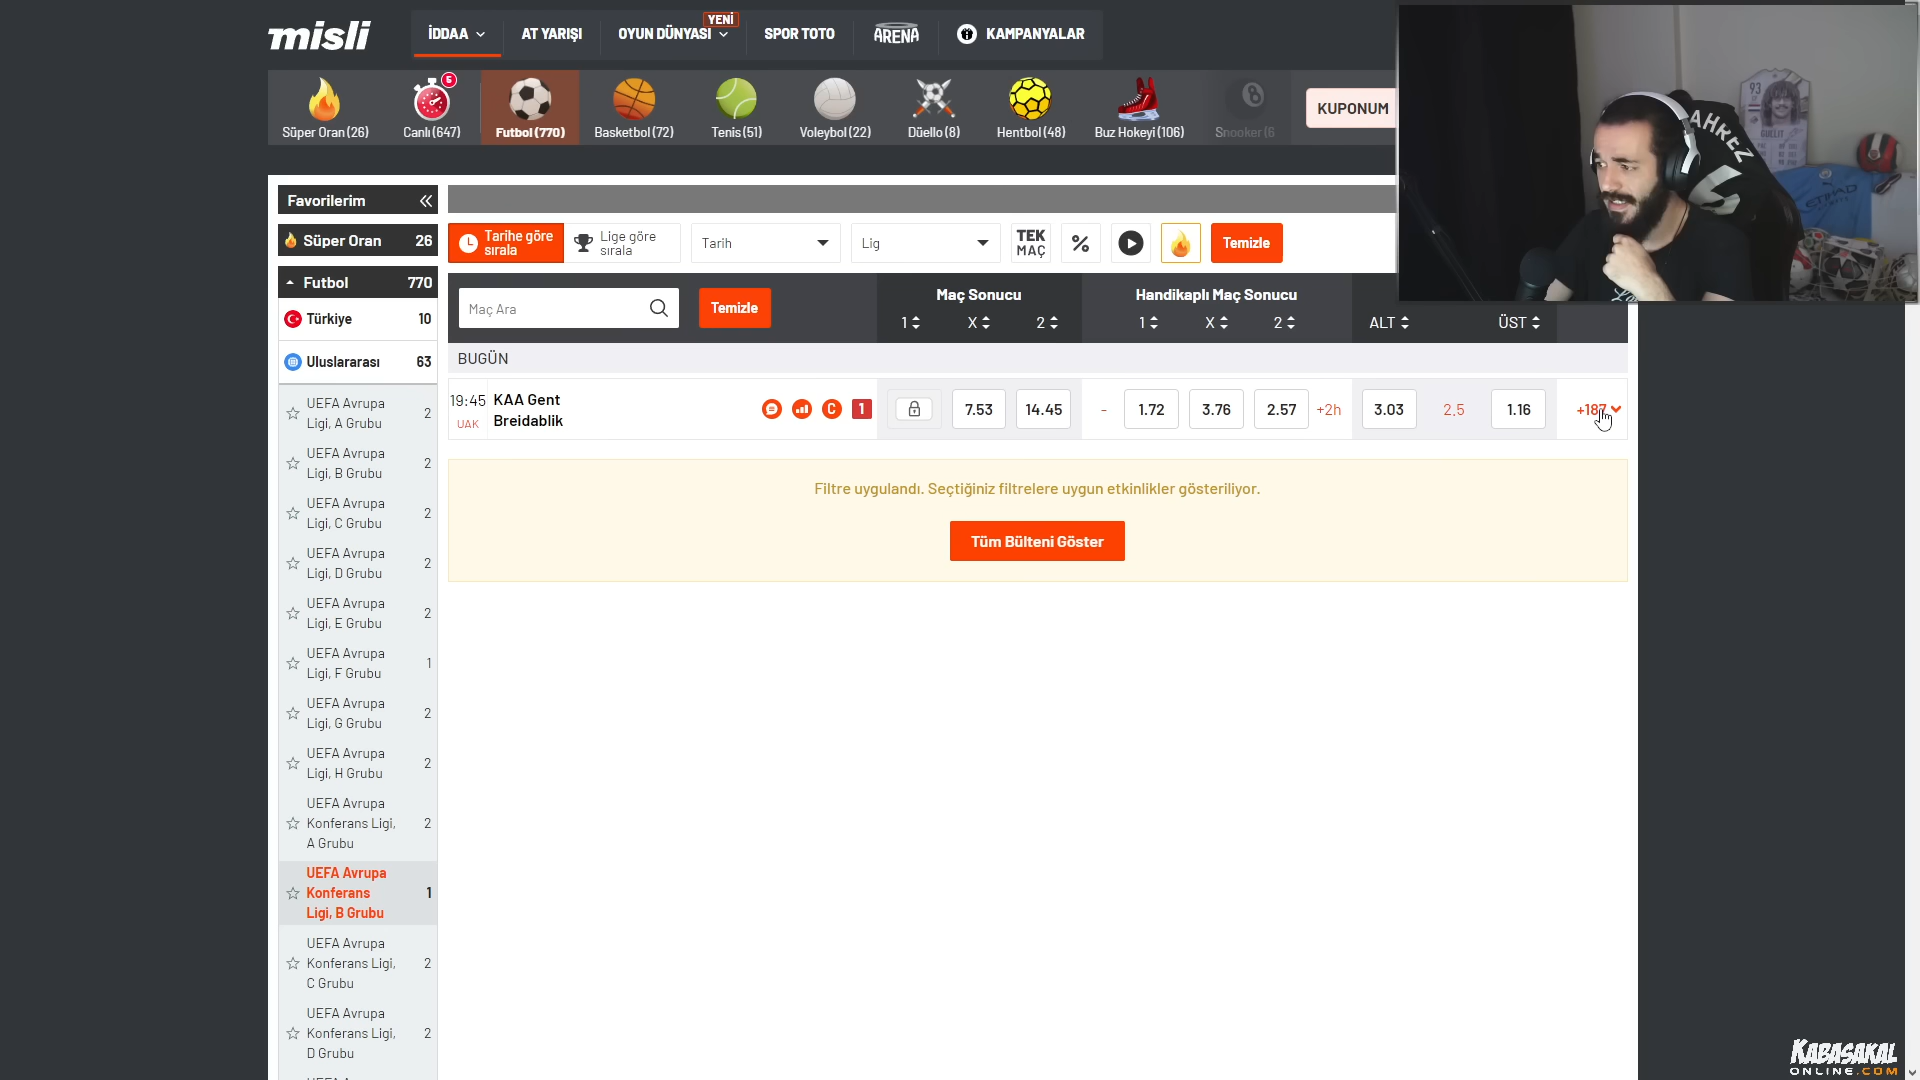 misli
İDDAA
AT YARIŞI
OYUN DÜNYASI
YENİ
SPOR TOTO
ARENA
KAMPANYALAR
Süper Oran (26)
6
Canlı (647)
Futbol (770)
Basketbol (72)
Tenis (51)
Voleybol (22)
Düello (8)
Hentbol (48)
Buz Hokeyi (106)
8
Snooker (6
KUPONUM
AHREZ
93
GULLIT
ETIHAD
Favorilerim
Süper Oran 26
Futbol 770
Türkiye 10
Uluslararası 63
UEFA Avrupa
Ligi, A Grubu
2
UEFA Avrupa
Ligi, B Grubu
2
UEFA Avrupa
Ligi, C Grubu
2
UEFA Avrupa
Ligi, D Grubu
2
UEFA Avrupa
Ligi, E Grubu
2
UEFA Avrupa
Ligi, F Grubu
1
UEFA Avrupa
Ligi, G Grubu
2
UEFA Avrupa
Ligi, H Grubu
2
UEFA Avrupa
Konferans Ligi,
A Grubu
2
UEFA Avrupa
Konferans
Ligi, B Grubu
1
UEFA Avrupa
Konferans Ligi,
C Grubu
2
UEFA Avrupa
Konferans Ligi,
D Grubu
2
Tarihe göre
sırala
Lige göre
sırala
Tarih
Lig
TEK
MAÇ
%
Temizle
Maç Ara
Temizle
Maç Sonucu
1 X 2
Handikaplı Maç Sonucu
1 X 2
ALT ÜST
BUGÜN
19:45
UAK
KAA Gent
Breidablik
C 1
7.53 14.45 - 1.72 3.76 2.57 +2h 3.03 2.5 1.16 +187
Filtre uygulandı. Seçtiğiniz filtrelere uygun etkinlikler gösteriliyor.
Tüm Bülteni Göster
KABASAKAL
ONLINE.COM